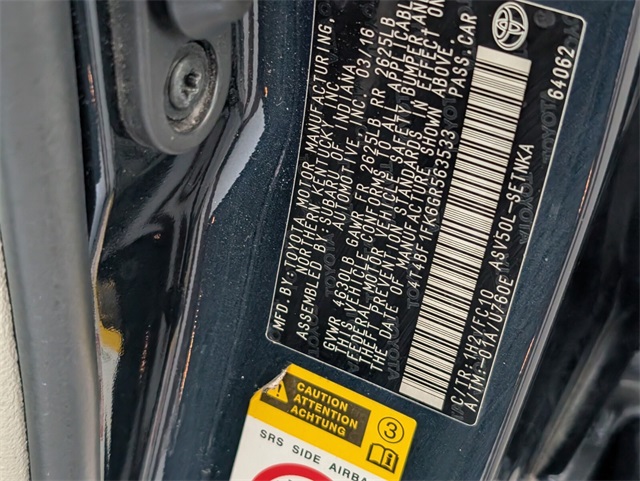 MFD. BY: TOYOTA MOTOR MANUFACTURING,
NORTHERN KENTUCKY, INC.
ASSEMBLED BY: SUBARU OF INDIANA
AUTOMOTIVE, INC. 03/16
GVWR 4630LB GAWR FR 2625LB RR 2625LB
THIS VEHICLE CONFORMS TO ALL APPLICABLE
FEDERAL MOTOR VEHICLE SAFETY, BUMPER, AND
THEFT PREVENTION STANDARDS IN EFFECT ON
THE DATE OF MANUFACTURE SHOWN ABOVE.
4T4BF1FKXGR563533 PASS.CAR
C/TR: 1H2/FC10 ASV50L-SETNKA
A/TM: -01A/U760E 64062
CAUTION
ATTENTION
ACHTUNG
3
SRS SIDE AIRBA